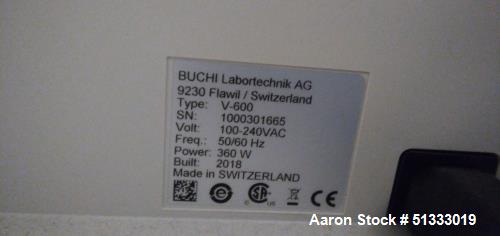 BUCHI Labortechnik AG
9230 Flawil / Switzerland
Type: V-600
SN: 1000301665
Volt: 100-240VAC
Freq.: 50/60 Hz
Power: 360 W
Built: 2018
Made in SWITZERLAND
Aaron Stock # 51333019